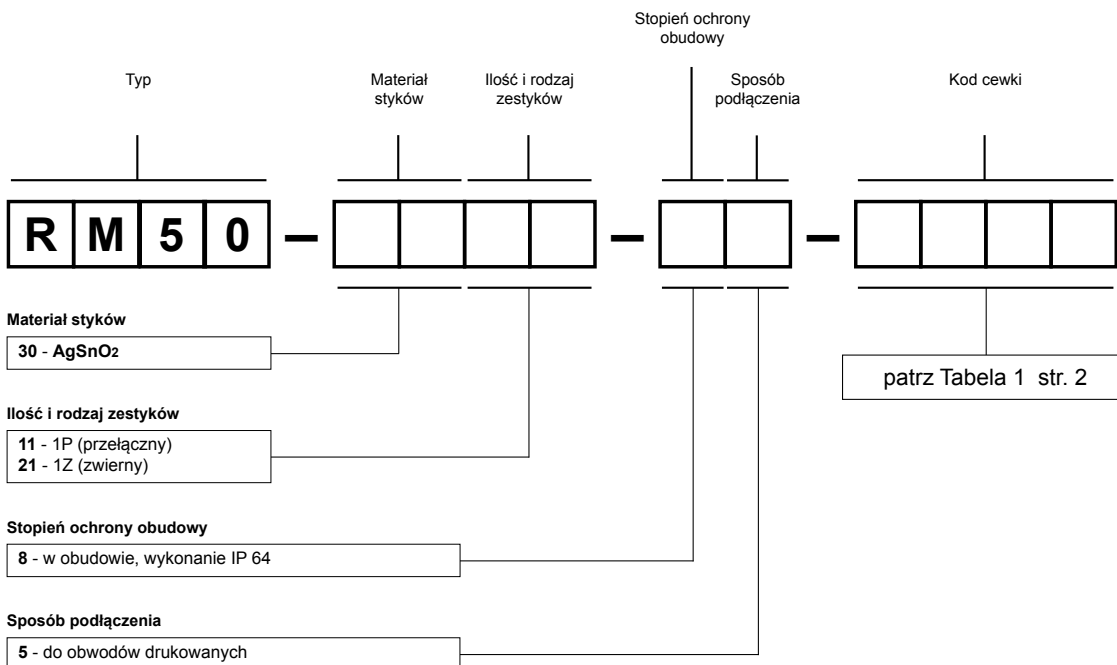 Stopień ochrony
obudowy
Typ
Materiał
styków
Ilość i rodzaj
zestyków
Sposób
podłączenia
Kod cewki
R M 5 0 – – –
Materiał styków
30 - AgSnO2
patrz Tabela 1 str. 2
Ilość i rodzaj zestyków
11 - 1P (przełączny)
21 - 1Z (zwierny)
Stopień ochrony obudowy
8 - w obudowie, wykonanie IP 64
Sposób podłączenia
5 - do obwodów drukowanych